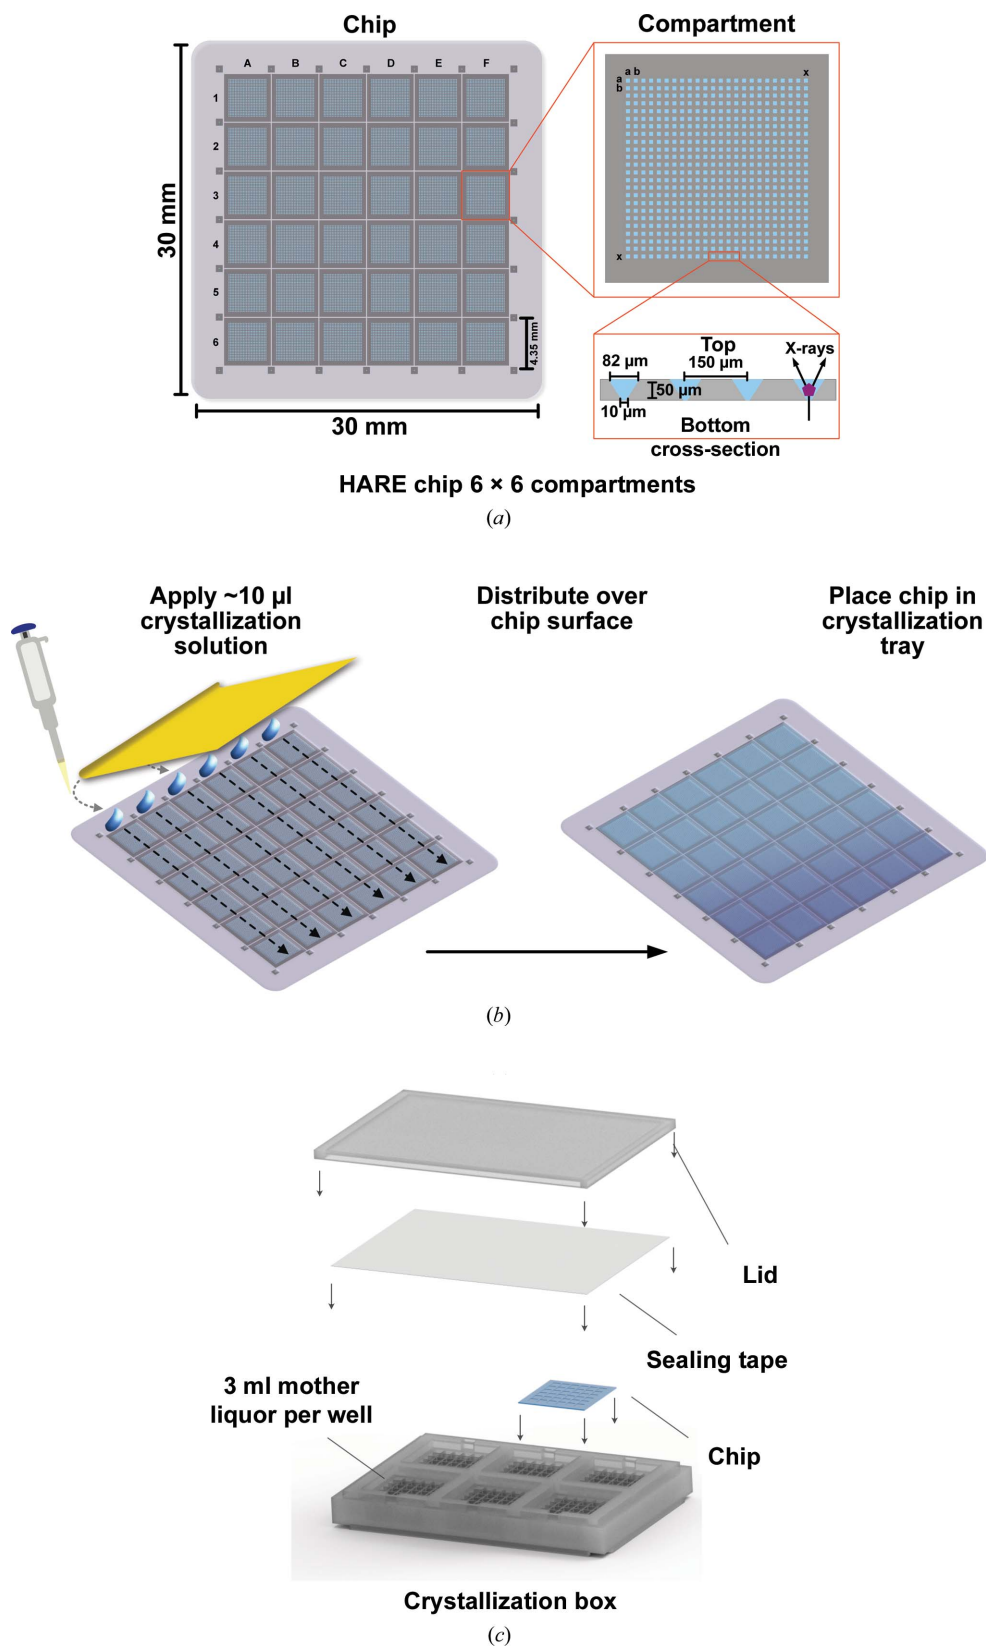 Chip
Compartment
A B C D E F
1
2
3
4
5
6
30 mm
30 mm
4.35 mm
a b x
a
b
x
Top
X-rays
82 µm
150 µm
50 µm
10 µm
Bottom
cross-section
HARE chip 6 × 6 compartments
(a)
Apply ~10 µl
crystallization
solution
Distribute over
chip surface
Place chip in
crystallization
tray
(b)
Lid
Sealing tape
3 ml mother
liquor per well
Chip
Crystallization box
(c)